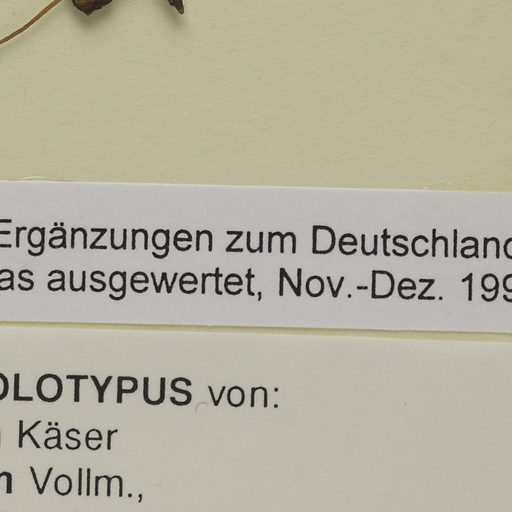 Ergänzungen zum Deutschland
as ausgewertet, Nov.-Dez. 199
OLOTYPUS von:
Käser
Vollm.,